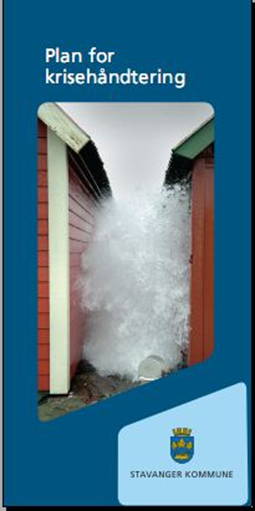 Plan for
krisehåndtering
STAVANGER KOMMUNE